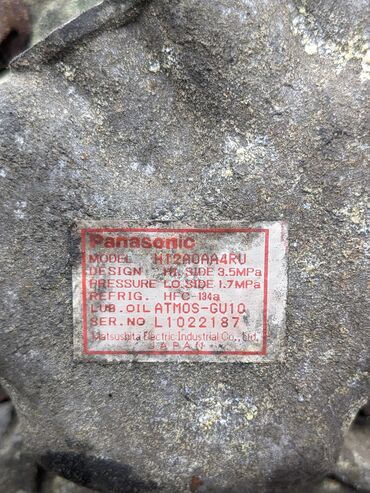 Panasonic
MODEL H12A0AA4RU
DESIGN HI.SIDE 3.5MPa
PRESSURE LO.SIDE 1.7MPa
REFRIG. HFC-134a
LUB.OIL ATMOS-GU10
SER.NO L1022187
Matsushita Electric Industrial Co., Ltd.
JAPAN